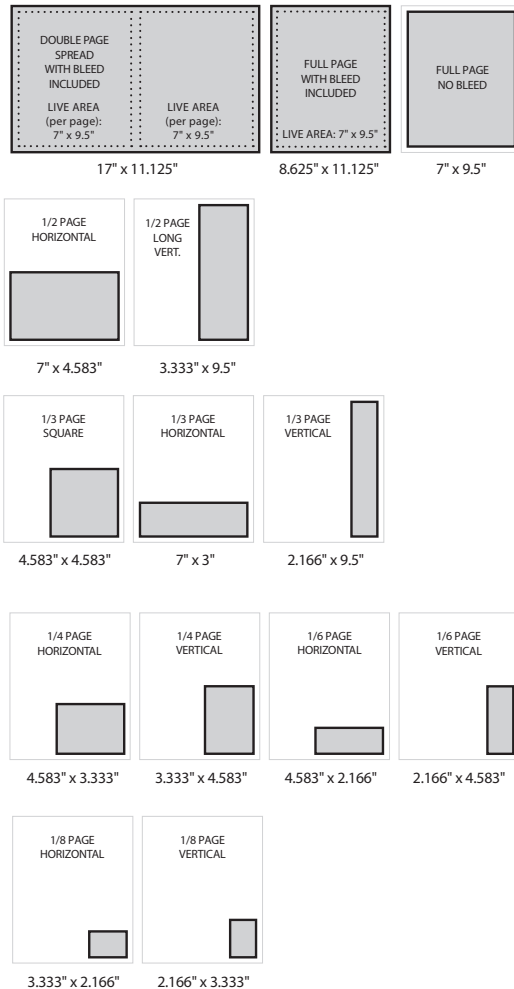 DOUBLE PAGE
SPREAD
WITH BLEED
INCLUDED
LIVE AREA
(per page):
7" x 9.5"
LIVE AREA
(per page):
7" x 9.5"
17" x 11.125"
FULL PAGE
WITH BLEED
INCLUDED
LIVE AREA: 7" x 9.5"
8.625" x 11.125"
FULL PAGE
NO BLEED
7" x 9.5"
1/2 PAGE
HORIZONTAL
7" x 4.583"
1/2 PAGE
LONG
VERT.
3.333" x 9.5"
1/3 PAGE
SQUARE
4.583" x 4.583"
1/3 PAGE
HORIZONTAL
7" x 3"
1/3 PAGE
VERTICAL
2.166" x 9.5"
1/4 PAGE
HORIZONTAL
4.583" x 3.333"
1/4 PAGE
VERTICAL
3.333" x 4.583"
1/6 PAGE
HORIZONTAL
4.583" x 2.166"
1/6 PAGE
VERTICAL
2.166" x 4.583"
1/8 PAGE
HORIZONTAL
3.333" x 2.166"
1/8 PAGE
VERTICAL
2.166" x 3.333"